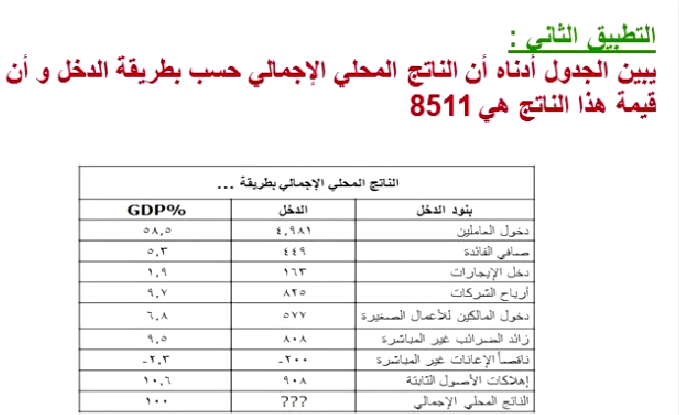 التطبيق الثاني :
يبين الجدول أدناه أن الناتج المحلي الإجمالي حسب بطريقة الدخل و أن
قيمة هذا الناتج هي 8511
الناتج المحلي الإجمالي بطريقة ...
بنود الدخل الدخل GDP%
دخول العاملين ٤,٩٨١ ٥٨,٥
صافي الفائدة ٤٤٩ ٥,٣
دخل الإيجارات ١٦٣ ١,٩
أرباح الشركات ٨٢٥ ٩,٧
دخول المالكين للأعمال الصغيرة ٥٧٧ ٦,٨
زائد الضرائب غير المباشرة ٨٠٨ ٩,٥
ناقصاً الإعانات غير المباشرة -٢٠٠ -٢,٣
إهلاكات الأصول الثابتة ٩٠٨ ١٠,٦
الناتج المحلي الإجمالي ??? ١٠٠